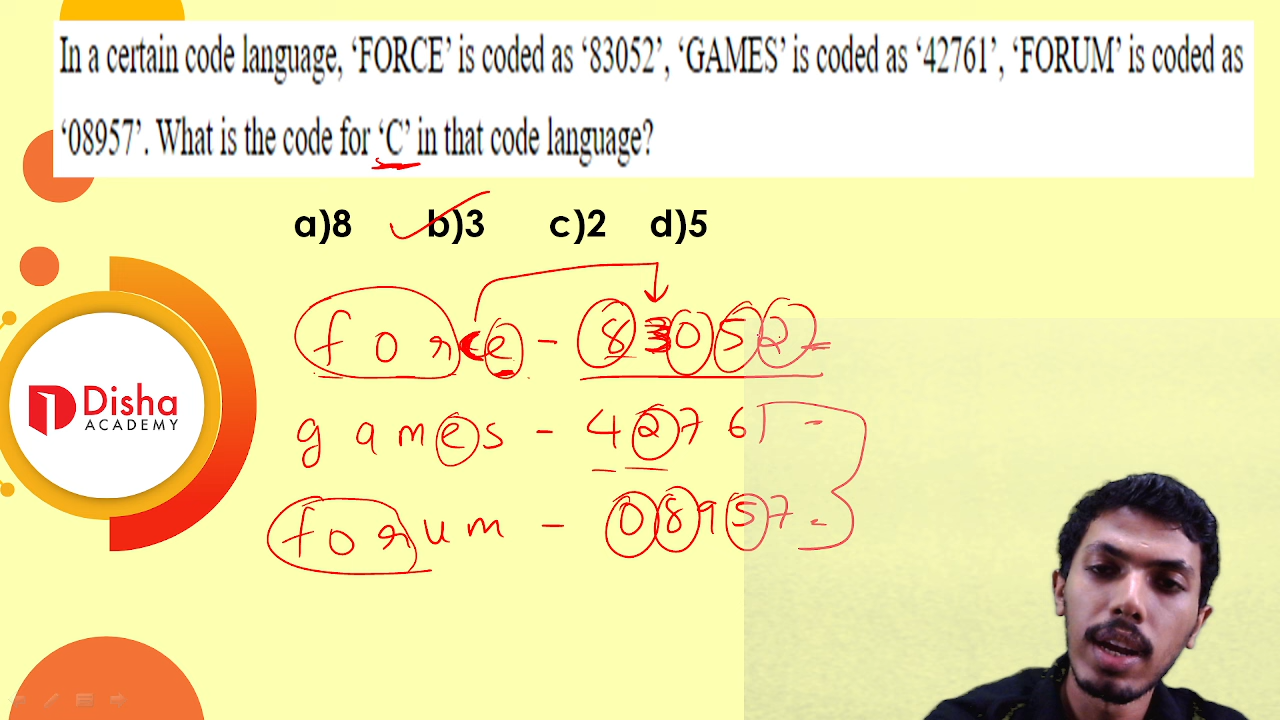 In a certain code language, ‘FORCE’ is coded as ‘83052’, ‘GAMES’ is coded as ‘42761’, ‘FORUM’ is coded as
‘08957’. What is the code for ‘C’ in that code language?
a)8 b)3 c)2 d)5
force - 83052
games - 42761
forum - 08957
Disha
ACADEMY